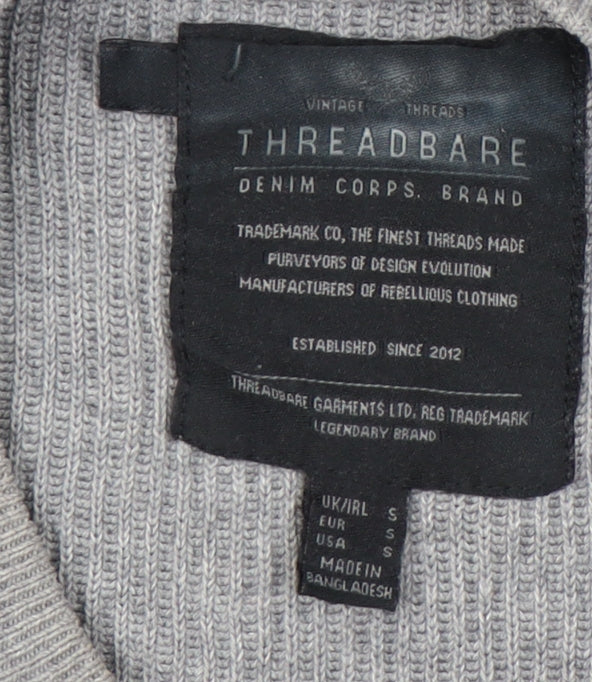 VINTAGE THREADS
THREADBARE
DENIM CORPS. BRAND
TRADEMARK CO, THE FINEST THREADS MADE
PURVEYORS OF DESIGN EVOLUTION
MANUFACTURERS OF REBELLIOUS CLOTHING
ESTABLISHED SINCE 2012
THREADBARE GARMENTS LTD. REG TRADEMARK
LEGENDARY BRAND
UK/IRL S
EUR S
USA S
MADE IN
BANGLADESH